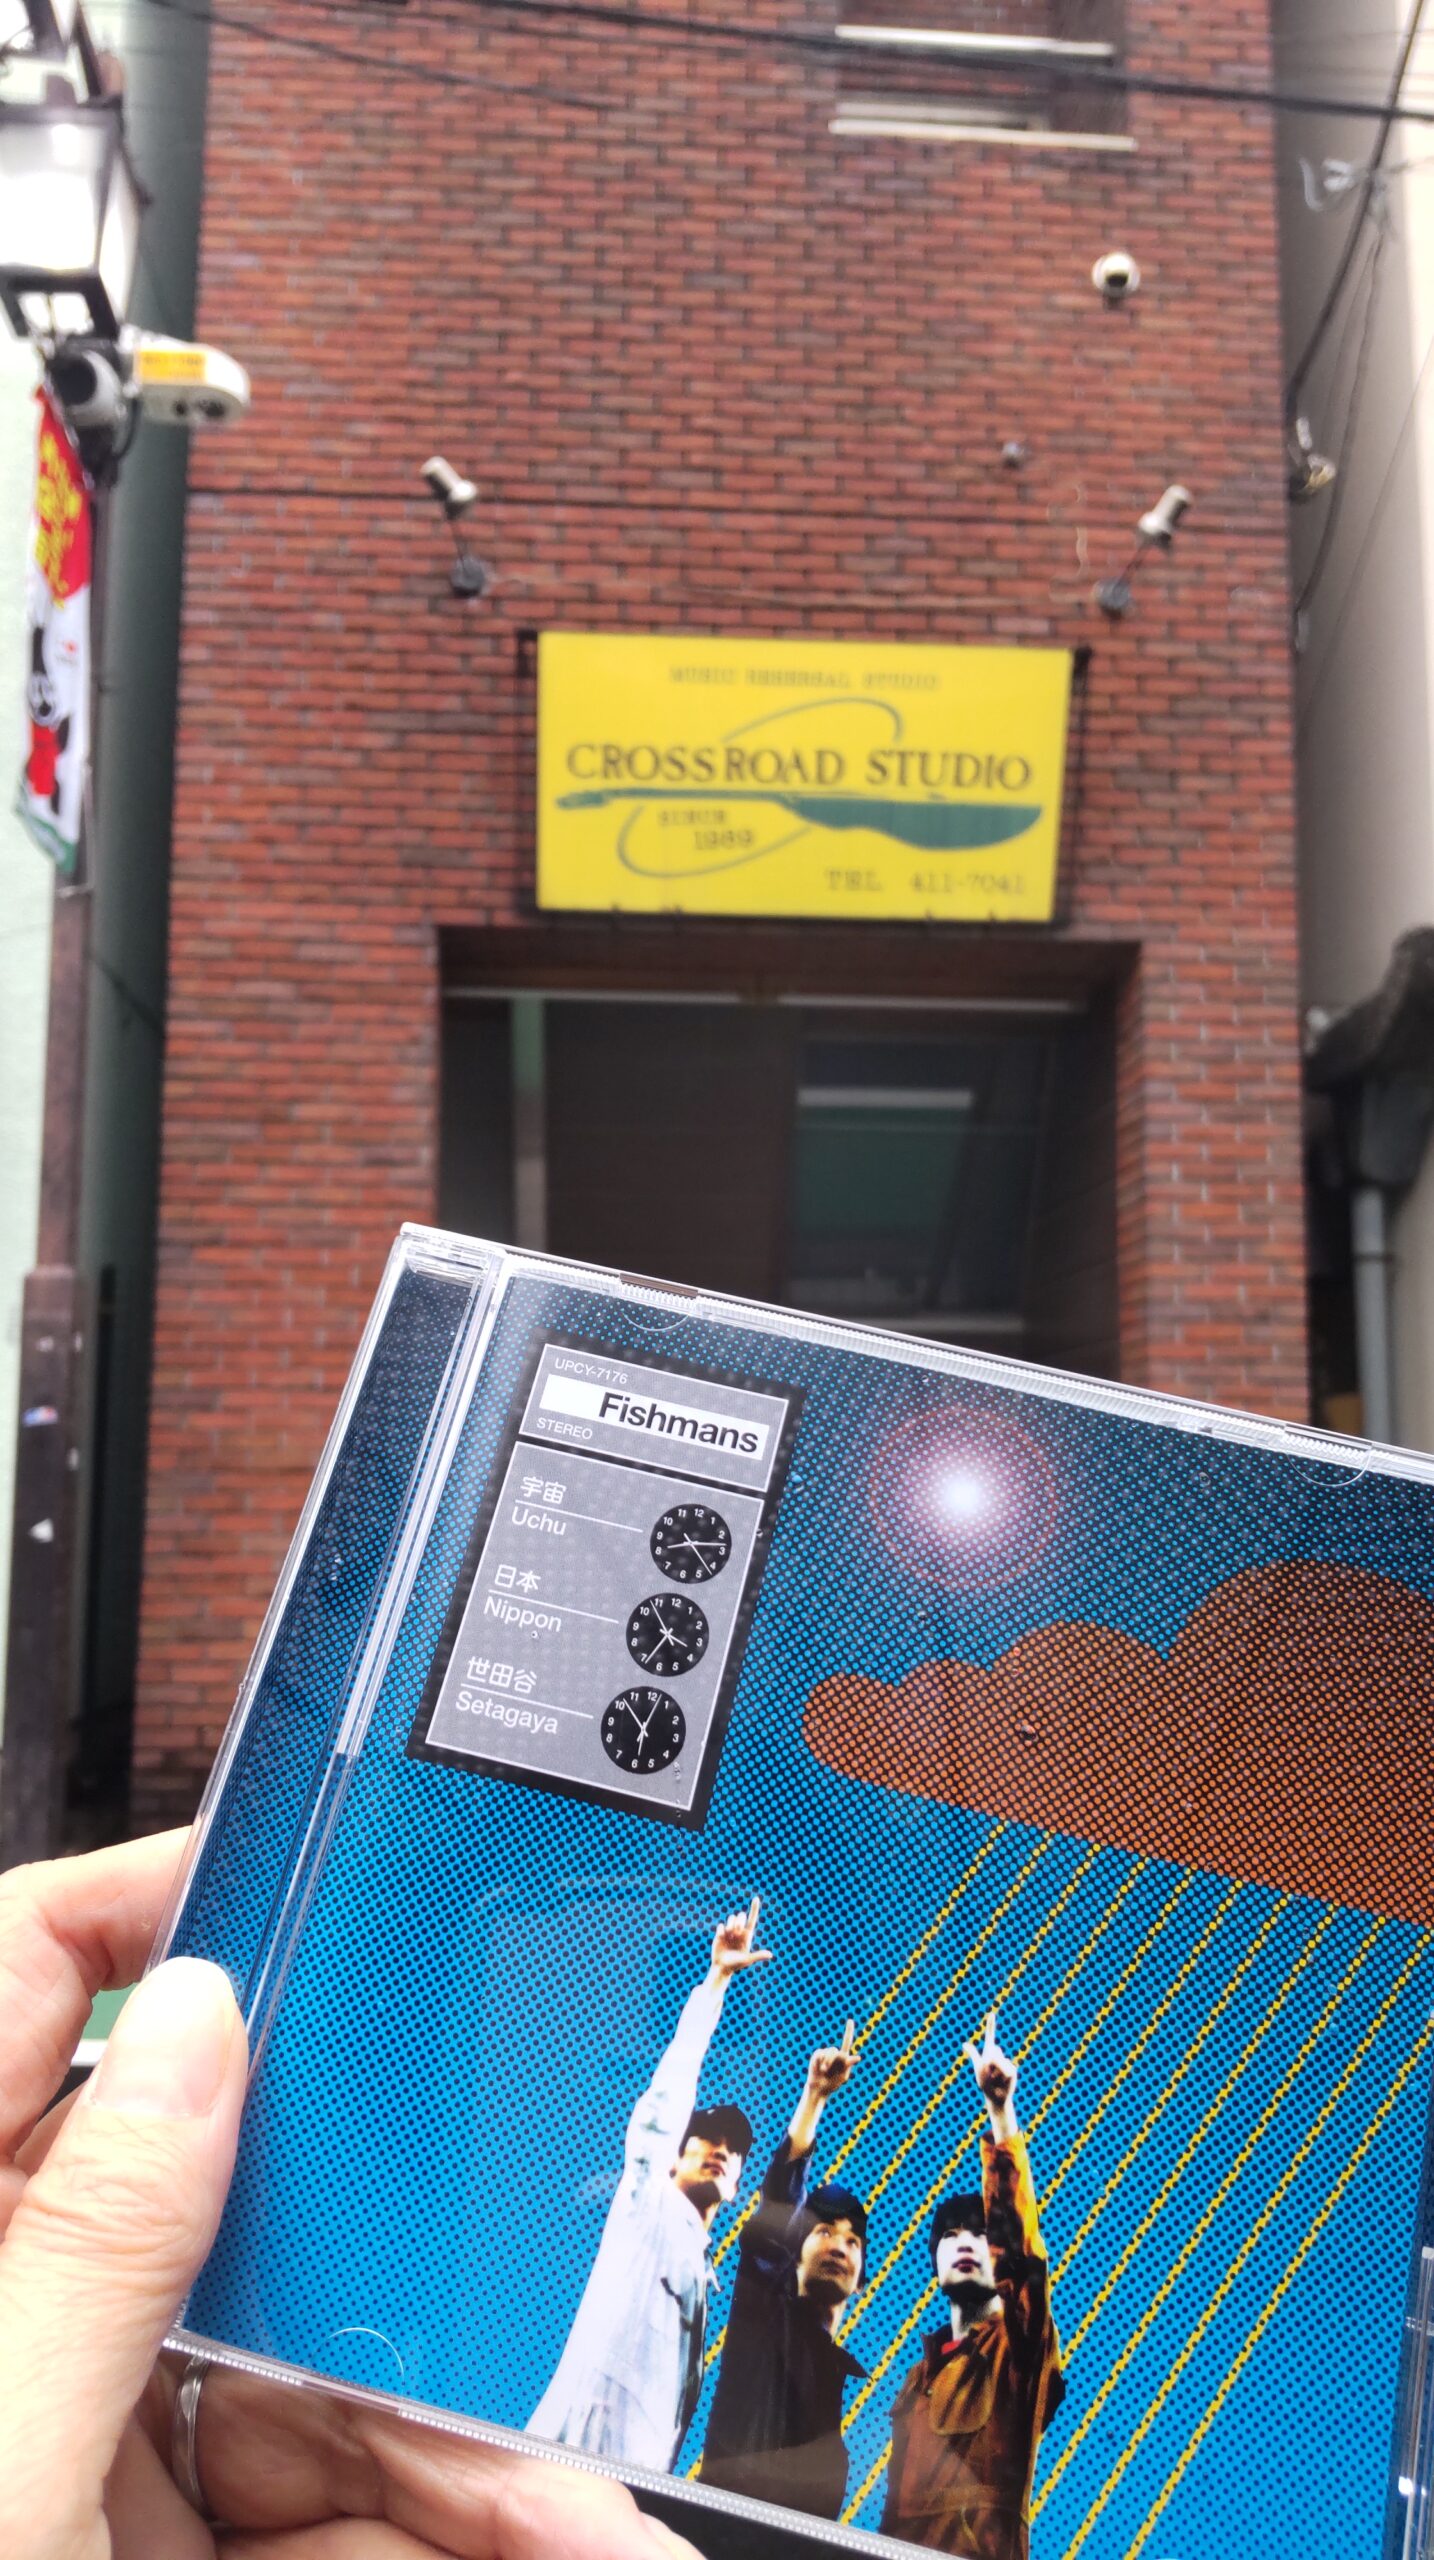 MUSIC REHERSAL STUDIO
CROSSROAD STUDIO
SINCE
1989
TEL 411-7041
UPCY-7176
Fishmans
STEREO
宇宙
Uchu
日本
Nippon
世田谷
Setagaya